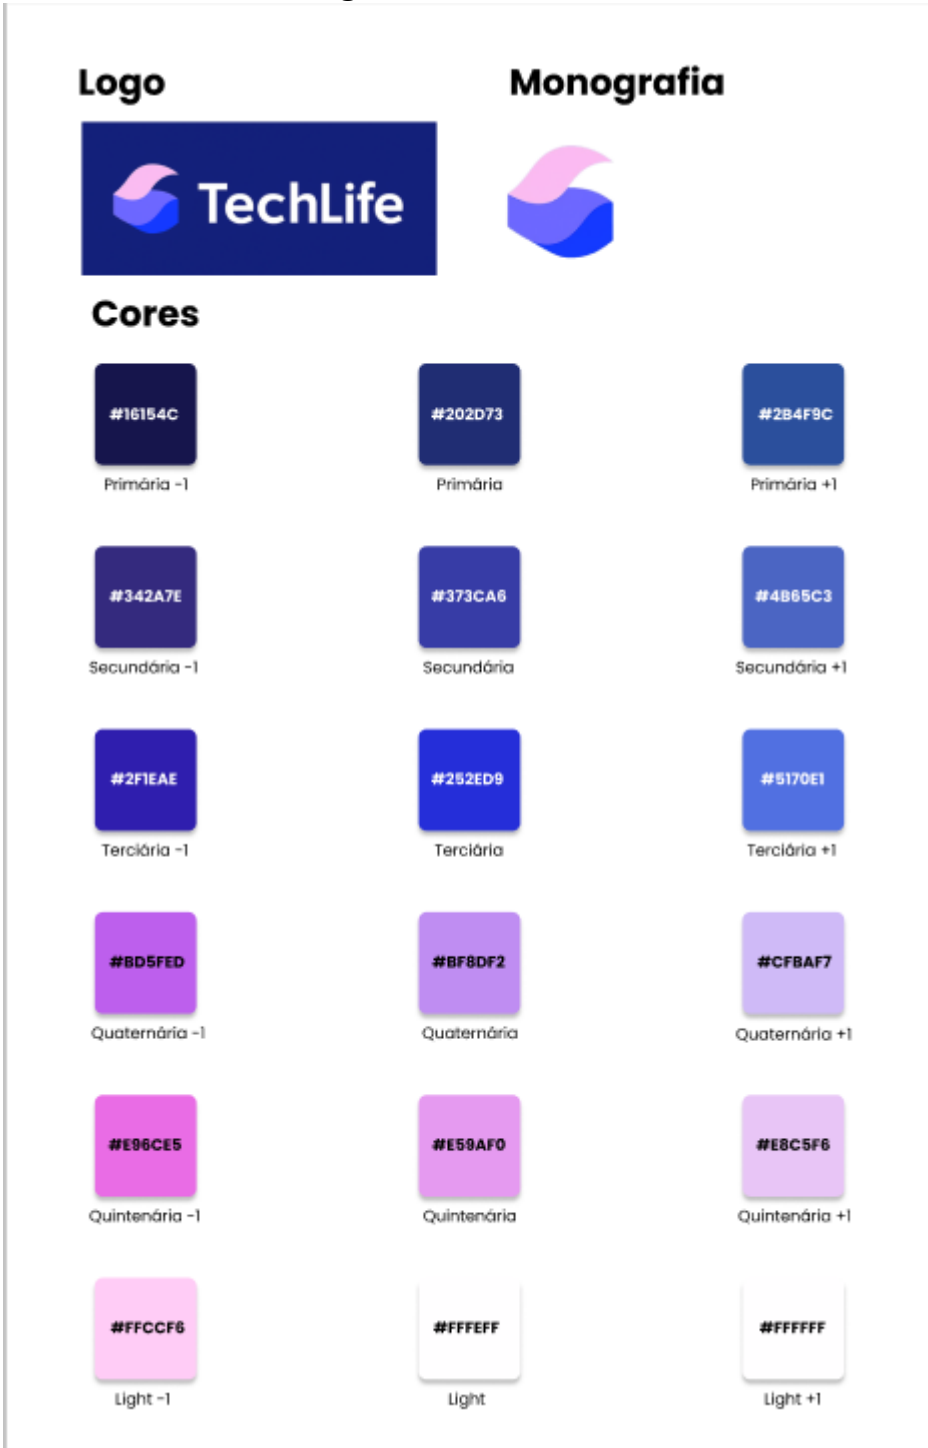 Logo
Monografia
TechLife
Cores
#16154C
#202D73
#2B4F9C
Primária -1
Primária
Primária +1
#342A7E
#373CA6
#4B65C3
Secundária -1
Secundária
Secundária +1
#2F1EAE
#252ED9
#5170E1
Terciária -1
Terciária
Terciária +1
#BD5FED
#BF8DF2
#CFBAF7
Quaternária -1
Quaternária
Quaternária +1
#E96CE5
#E59AF0
#E8C5F6
Quintenária -1
Quintenária
Quintenária +1
#FFCCF6
#FFFEFF
#FFFFFF
Light -1
Light
Light +1